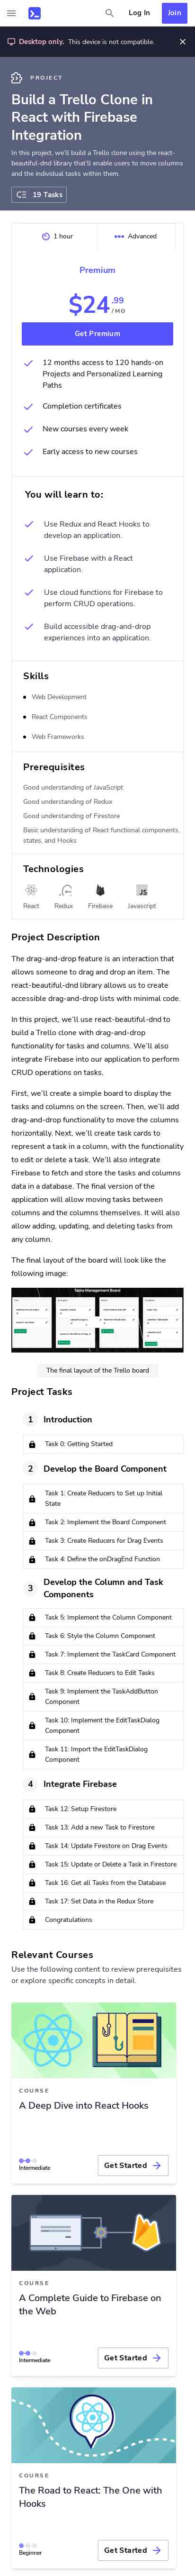 Log In
Join
Desktop only. This device is not compatible.
PROJECT
Build a Trello Clone in
React with Firebase
Integration
In this project, we'll build a Trello clone using the react-
beautiful-dnd library that'll enable users to move columns
and the individual tasks within them.
19 Tasks
1 hour
Advanced
Premium
$24.99
/ MO
Get Premium
12 months access to 120 hands-on
Projects and Personalized Learning
Paths
Completion certificates
New courses every week
Early access to new courses
You will learn to:
Use Redux and React Hooks to
develop an application.
Use Firebase with a React
application.
Use cloud functions for Firebase to
perform CRUD operations.
Build accessible drag-and-drop
experiences into an application.
Skills
Web Development
React Components
Web Frameworks
Prerequisites
Good understanding of JavaScript
Good understanding of Redux
Good understanding of Firestore
Basic understanding of React functional components,
states, and Hooks
Technologies
JS
React
Redux
Firebase
Javascript
Project Description
The drag-and-drop feature is an interaction that
allows someone to drag and drop an item. The
react-beautiful-dnd library allows us to create
accessible drag-and-drop lists with minimal code.
In this project, we'll use react-beautiful-dnd to
build a Trello clone with drag-and-drop
functionality for tasks and columns. We'll also
integrate Firebase into our application to perform
CRUD operations on tasks.
First, we'll create a simple board to display the
tasks and columns on the screen. Then, we'll add
drag-and-drop functionality to move the columns
horizontally. Next, we'll create task cards to
represent a task in a column, with the functionality
to edit or delete a task. We'll also integrate
Firebase to fetch and store the tasks and columns
data in a database. The final version of the
application will allow moving tasks between
columns and the columns themselves. It will also
allow adding, updating, and deleting tasks from
any column.
The final layout of the board will look like the
following image:
Tasks Management Board
The final layout of the Trello board
Project Tasks
1 Introduction
Task 0: Getting Started
2 Develop the Board Component
Task 1: Create Reducers to Set up Initial
State
Task 2: Implement the Board Component
Task 3: Create Reducers for Drag Events
Task 4: Define the onDragEnd Function
3 Develop the Column and Task
Components
Task 5: Implement the Column Component
Task 6: Style the Column Component
Task 7: Implement the TaskCard Component
Task 8: Create Reducers to Edit Tasks
Task 9: Implement the TaskAddButton
Component
Task 10: Implement the EditTaskDialog
Component
Task 11: Import the EditTaskDialog
Component
4 Integrate Firebase
Task 12: Setup Firestore
Task 13: Add a new Task to Firestore
Task 14: Update Firestore on Drag Events
Task 15: Update or Delete a Task in Firestore
Task 16: Get all Tasks from the Database
Task 17: Set Data in the Redux Store
Congratulations
Relevant Courses
Use the following content to review prerequisites
or explore specific concepts in detail.
COURSE
A Deep Dive into React Hooks
Intermediate
Get Started
COURSE
A Complete Guide to Firebase on
the Web
Intermediate
Get Started
COURSE
The Road to React: The One with
Hooks
Beginner
Get Started